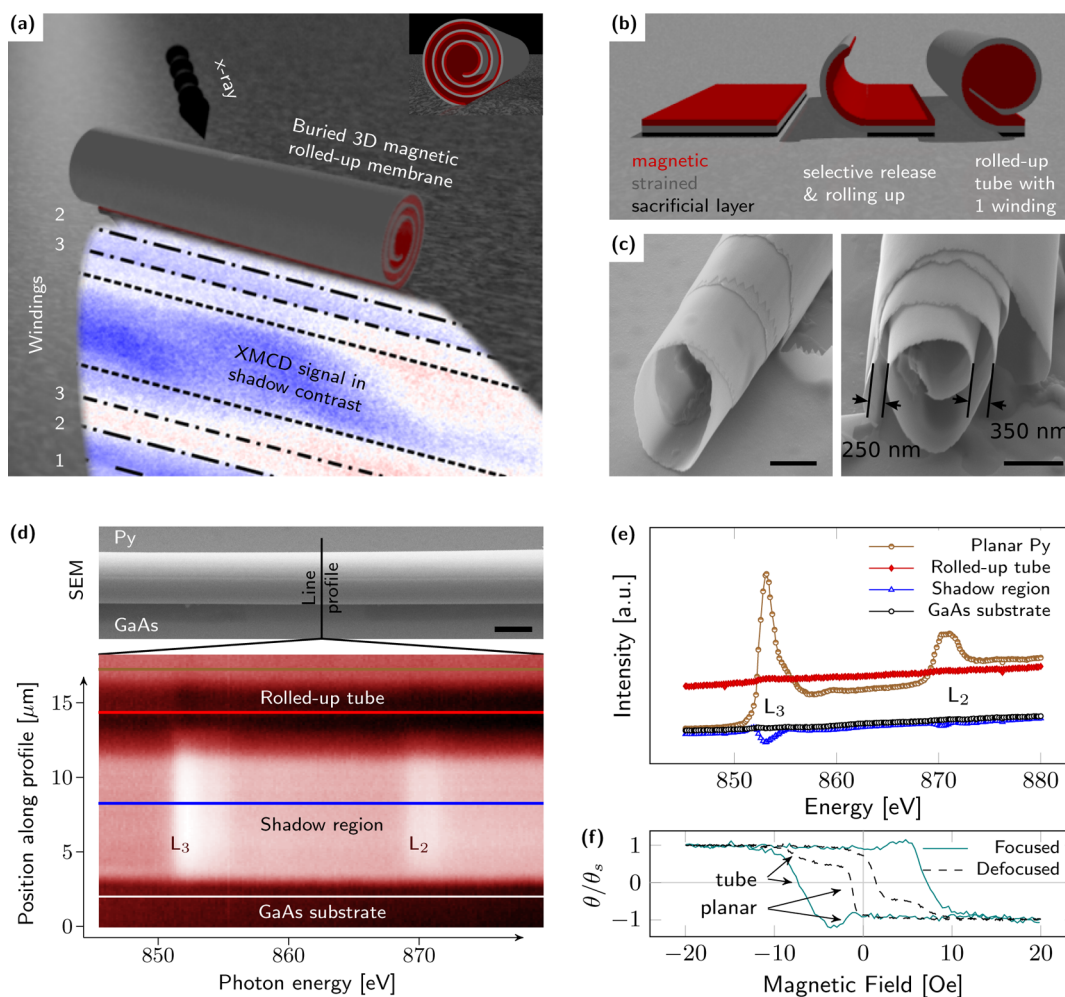 (a)
x-ray
Buried 3D magnetic
rolled-up membrane
2
3
Windings
XMCD signal in
shadow contrast
3
2
1
(b)
magnetic
strained
sacrificial layer
selective release
& rolling up
rolled-up
tube with
1 winding
(c)
250 nm
350 nm
(d)
SEM
Py
Line
profile
GaAs
Position along profile [μm]
15
10
5
0
Rolled-up tube
Shadow region
L3
L2
GaAs substrate
850
860
870
Photon energy [eV]
(e)
Intensity [a.u.]
Planar Py
Rolled-up tube
Shadow region
GaAs substrate
L3
L2
850
860
870
880
Energy [eV]
(f)
θ/θs
1
0
−1
Focused
Defocused
tube
planar
−20
−10
0
10
20
Magnetic Field [Oe]